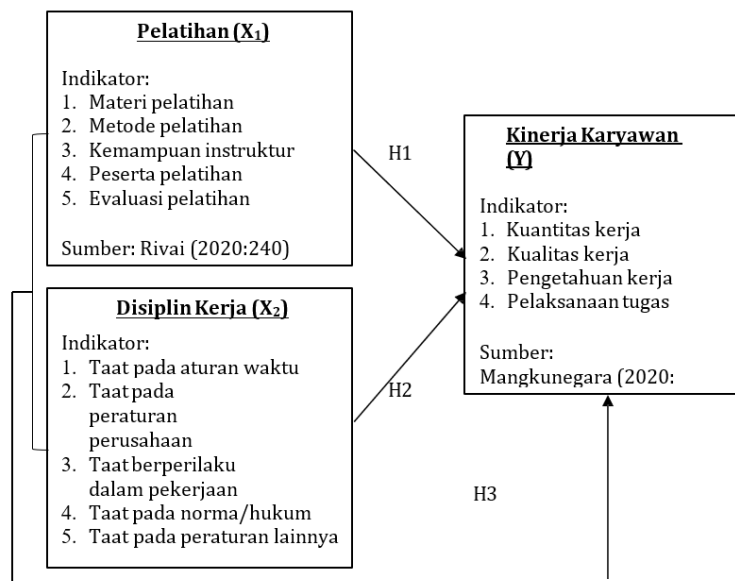 Pelatihan (X₁)
Indikator:
1. Materi pelatihan
2. Metode pelatihan
3. Kemampuan instruktur
4. Peserta pelatihan
5. Evaluasi pelatihan
Sumber: Rivai (2020:240)
H1
Kinerja Karyawan
(Y)
Indikator:
1. Kuantitas kerja
2. Kualitas kerja
3. Pengetahuan kerja
4. Pelaksanaan tugas
Sumber:
Mangkunegara (2020:
Disiplin Kerja (X₂)
Indikator:
1. Taat pada aturan waktu
2. Taat pada
peraturan
perusahaan
3. Taat berperilaku
dalam pekerjaan
4. Taat pada norma/hukum
5. Taat pada peraturan lainnya
H2
H3